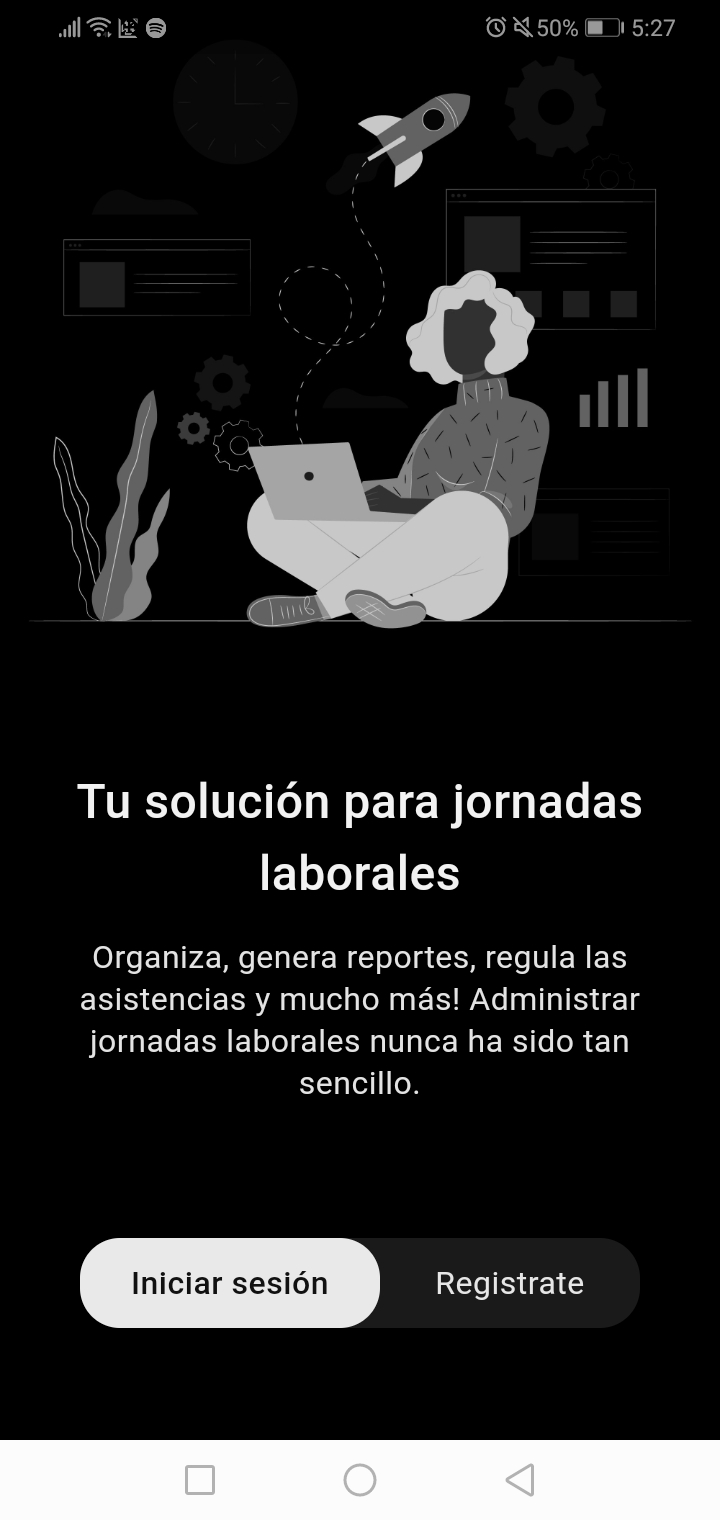 50% 5:27
Tu solución para jornadas
laborales
Organiza, genera reportes, regula las
asistencias y mucho más! Administrar
jornadas laborales nunca ha sido tan
sencillo.
Iniciar sesión Registrate